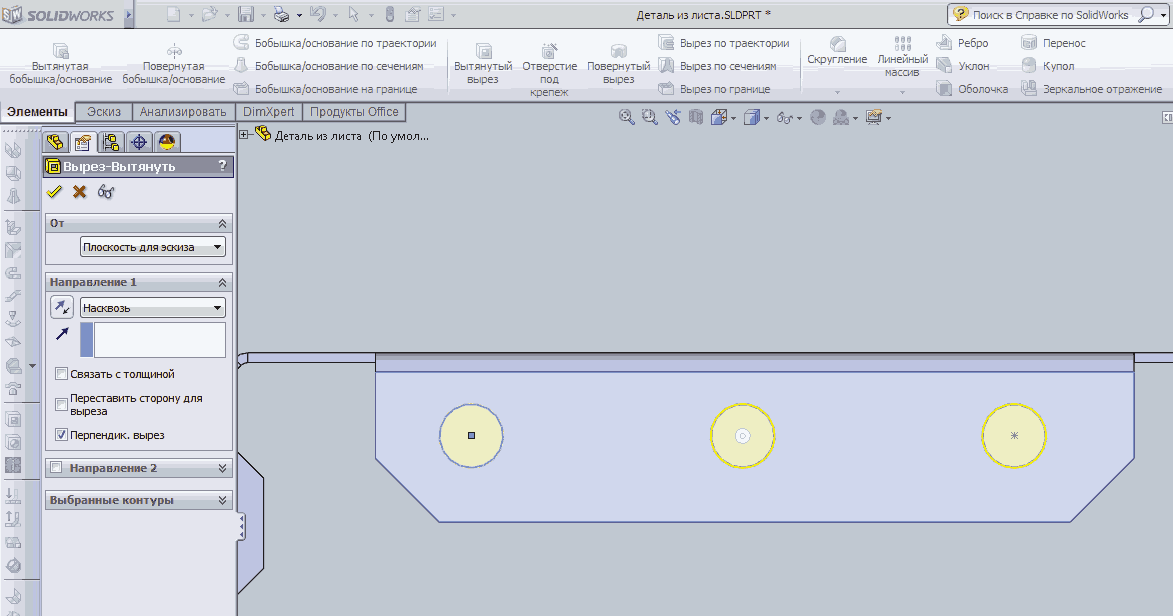 SOLIDWORKS
Деталь из листа.SLDPRT *
Поиск в Справке по SolidWorks
Вытянутая
бобышка/основание
Повернутая
бобышка/основание
Бобышка/основание по траектории
Бобышка/основание по сечениям
Бобышка/основание на границе
Вытянутый
вырез
Отверстие
под
крепеж
Повернутый
вырез
Вырез по траектории
Вырез по сечениям
Вырез по границе
Скругление
Линейный
массив
Ребро
Уклон
Оболочка
Перенос
Купол
Зеркальное отражение
Элементы
Эскиз
Анализировать
DimXpert
Продукты Office
Деталь из листа (По умол...
Вырез-Вытянуть
?
От
Плоскость для эскиза
Направление 1
Насквозь
Связать с толщиной
Переставить сторону для
выреза
Перпендик. вырез
Направление 2
Выбранные контуры